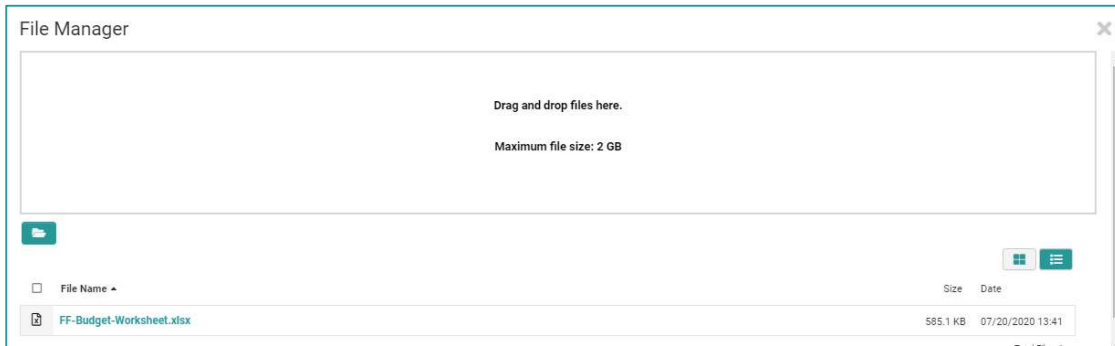 File Manager
Drag and drop files here.
Maximum file size: 2 GB
File Name Size Date
FF-Budget-Worksheet.xlsx 585.1 KB 07/20/2020 13:41